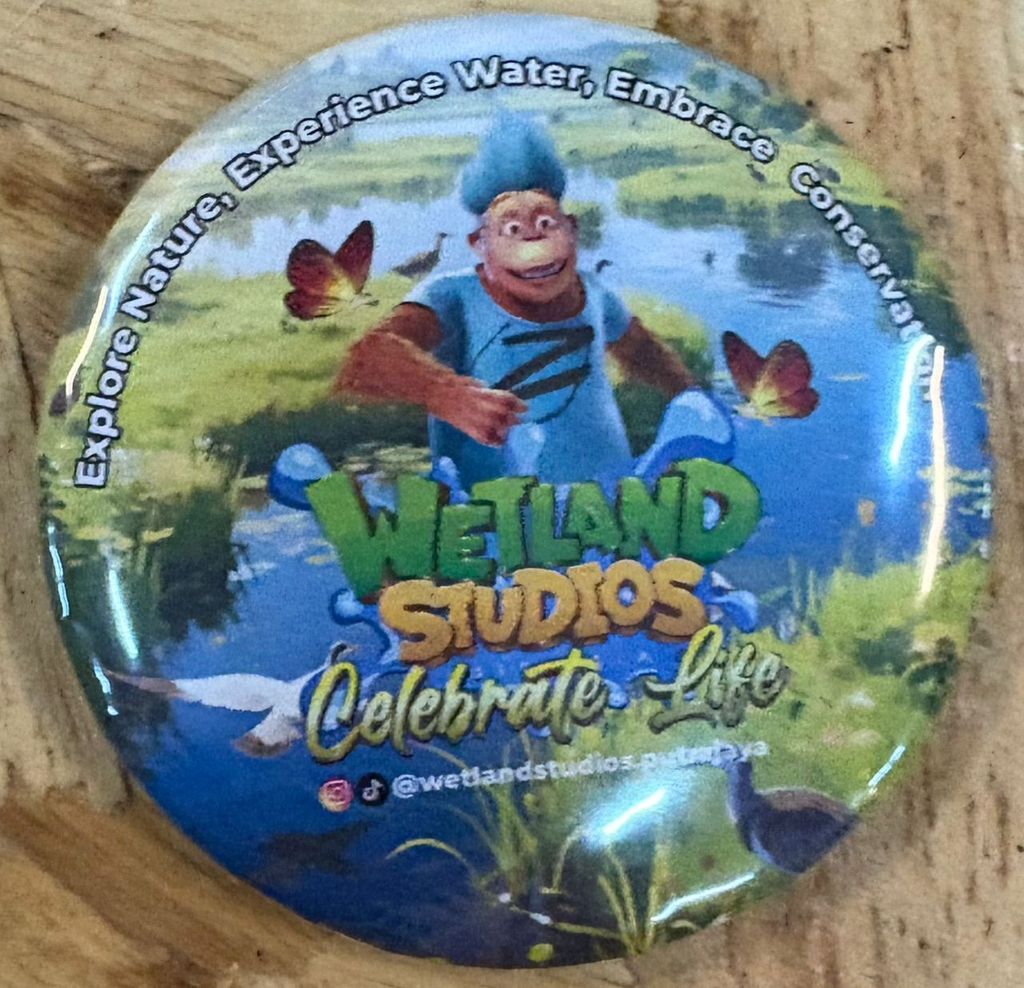 Explore Nature, Experience Water, Embrace Conservation
WETLAND
STUDIOS
Celebrate Life
@wetlandstudios.putrajaya